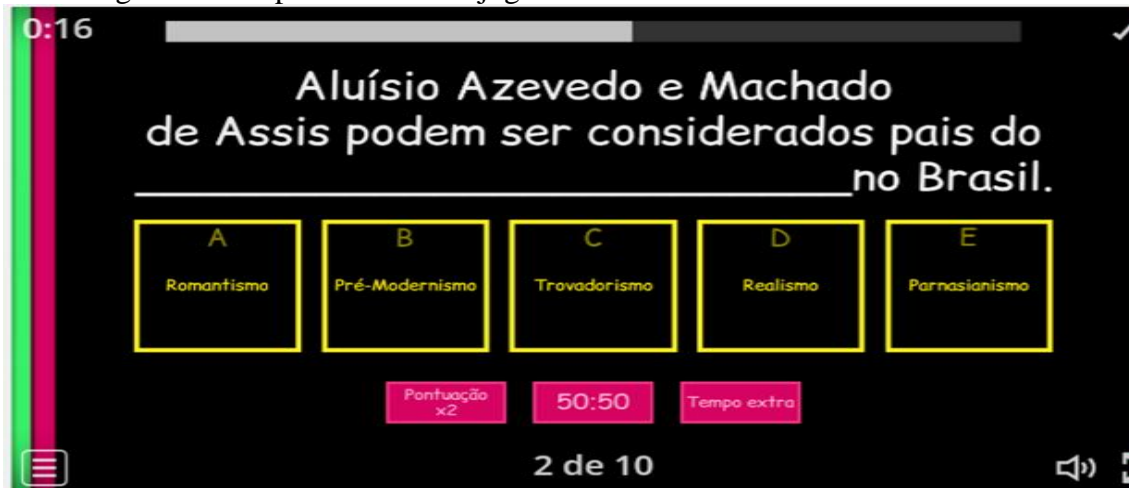 0:16
Aluísio Azevedo e Machado
de Assis podem ser considerados pais do
____________________________no Brasil.
A
Romantismo
B
Pré-Modernismo
C
Trovadorismo
D
Realismo
E
Parnasianismo
Pontuação
x2
50:50
Tempo extra
2 de 10